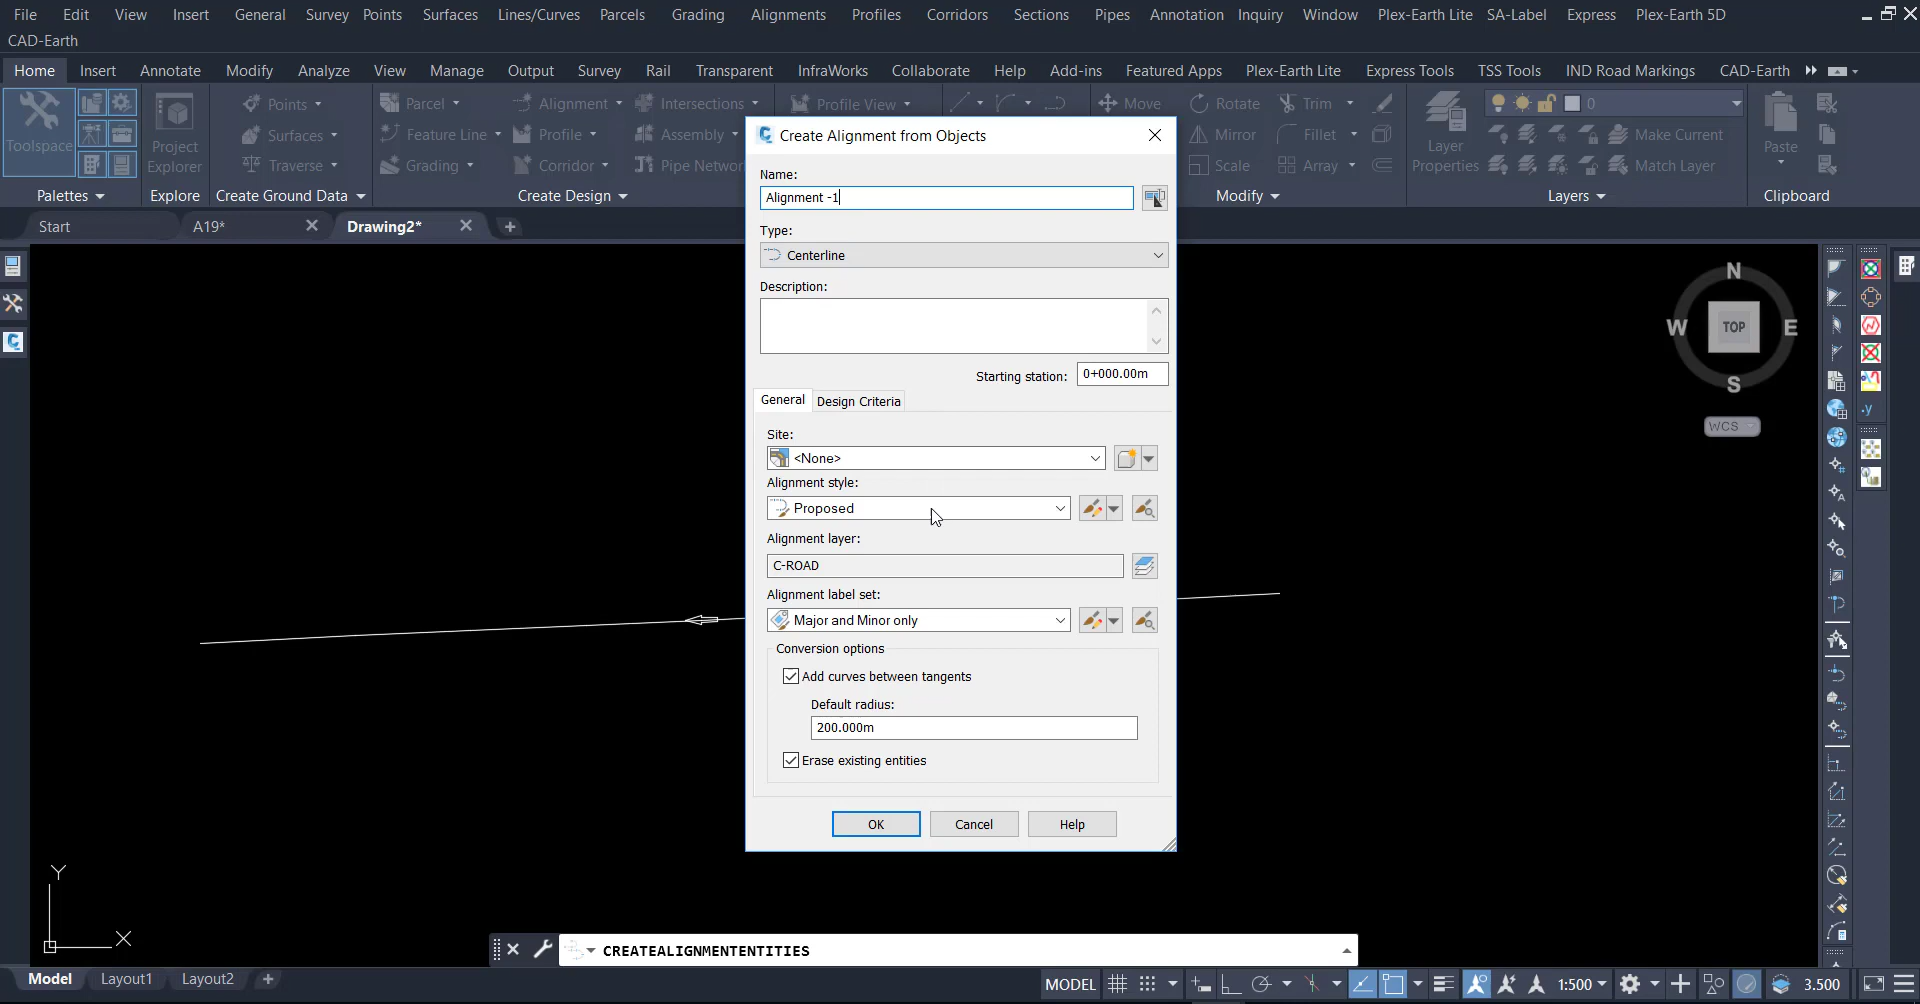 File Edit View Insert General Survey Points Surfaces Lines/Curves Parcels Grading Alignments Profiles Corridors Sections Pipes Annotation Inquiry Window Plex-Earth Lite SA-Label Express Plex-Earth 5D
CAD-Earth
Home Insert Annotate Modify Analyze View Manage Output Survey Rail Transparent InfraWorks Collaborate Help Add-ins Featured Apps Plex-Earth Lite Express Tools TSS Tools IND Road Markings CAD-Earth
Points Parcel Alignment Intersections Profile View Move Rotate Trim 0
Toolspace Project Explorer Surfaces Feature Line Profile Assembly Mirror Fillet Layer Properties Make Current Paste
Traverse Grading Corridor Pipe Networ Scale Array Match Layer
Palettes Explore Create Ground Data Create Design Modify Layers Clipboard
Start A19* Drawing2*
Create Alignment from Objects
Name:
Alignment -1
Type:
Centerline
Description:
Starting station: 0+000.00m
General Design Criteria
Site:
<None>
Alignment style:
Proposed
Alignment layer:
C-ROAD
Alignment label set:
Major and Minor only
Conversion options
Add curves between tangents
Default radius:
200.000m
Erase existing entities
OK Cancel Help
N
W TOP E
S
WCS
.y
Y
X
CREATEALIGNMENTENTITIES
Model Layout1 Layout2 MODEL 1:500 3.500